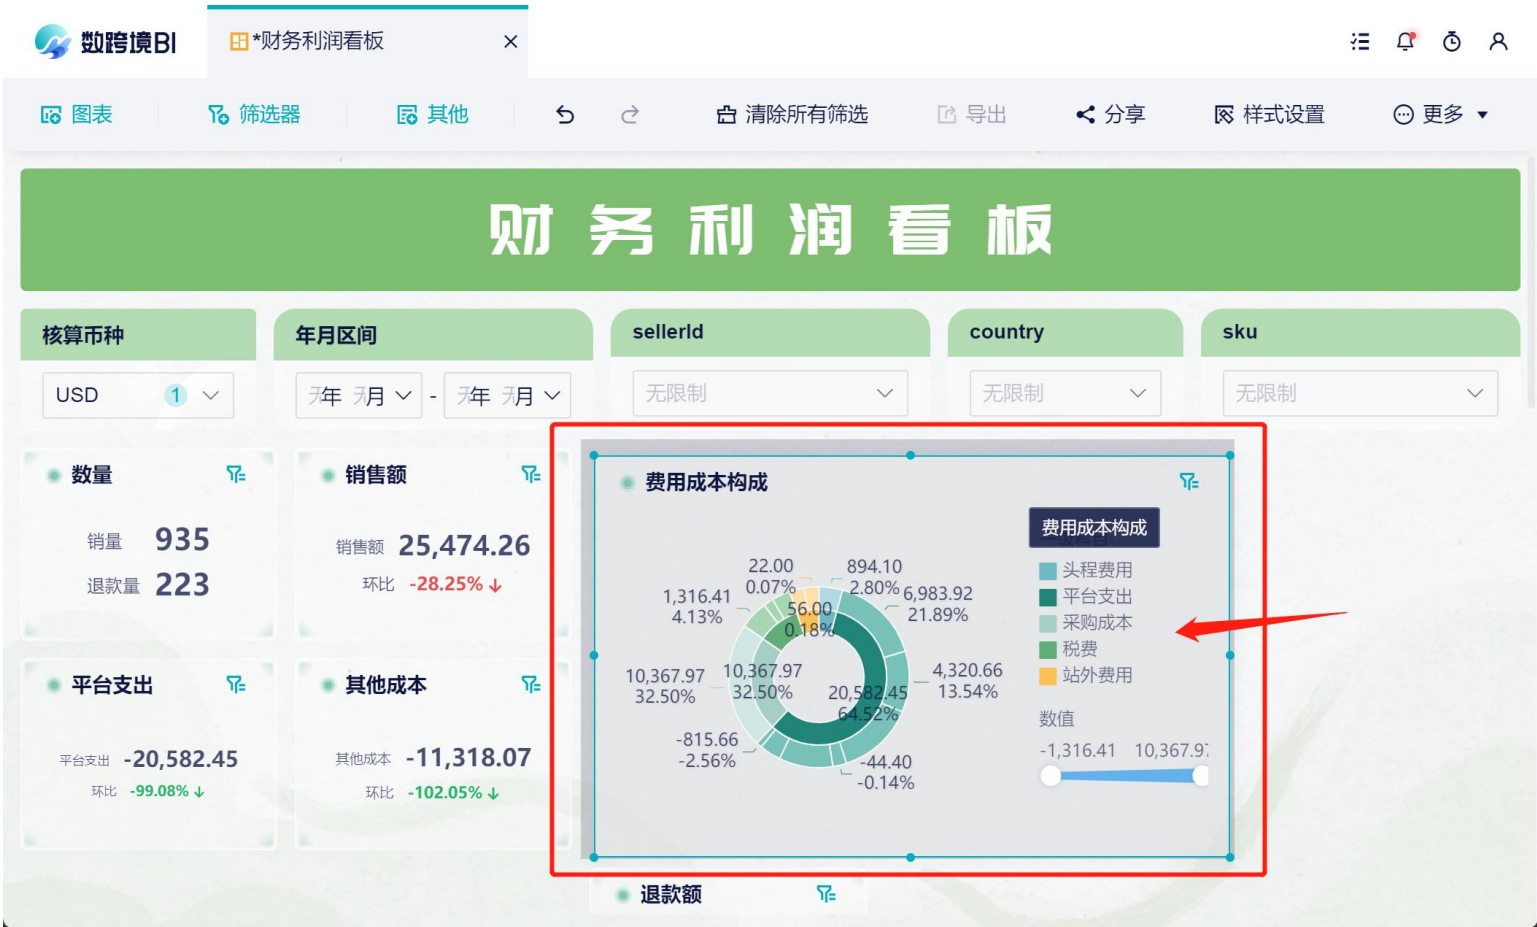 数跨境BI
*财务利润看板
图表
筛选器
其他
清除所有筛选
导出
分享
样式设置
更多
财务利润看板
核算币种
年月区间
sellerId
country
sku
USD 1
年 月 - 年 月
无限制
无限制
无限制
数量
销量 935
退款量 223
销售额
销售额 25,474.26
环比 -28.25%
平台支出
平台支出 -20,582.45
环比 -99.08%
其他成本
其他成本 -11,318.07
环比 -102.05%
费用成本构成
费用成本构成
22.00
0.07%
894.10
2.80%
1,316.41
4.13%
56.00
0.18%
6,983.92
21.89%
10,367.97
32.50%
10,367.97
32.50%
20,582.45
64.52%
4,320.66
13.54%
-815.66
-2.56%
-44.40
-0.14%
头程费用
平台支出
采购成本
税费
站外费用
数值
-1,316.41 10,367.97
退款额